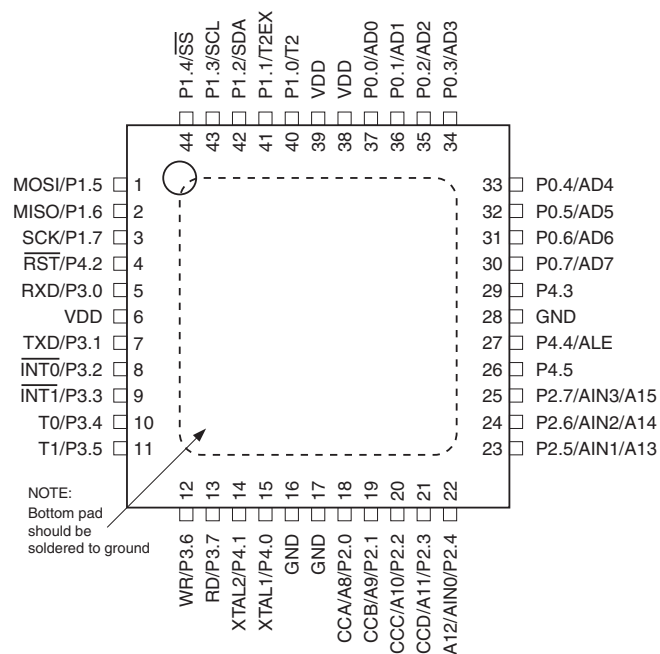 P1.4/SS
P1.3/SCL
P1.2/SDA
P1.1/T2EX
P1.0/T2
VDD
VDD
P0.0/AD0
P0.1/AD1
P0.2/AD2
P0.3/AD3
44
43
42
41
40
39
38
37
36
35
34
MOSI/P1.5 1
MISO/P1.6 2
SCK/P1.7 3
RST/P4.2 4
RXD/P3.0 5
VDD 6
TXD/P3.1 7
INT0/P3.2 8
INT1/P3.3 9
T0/P3.4 10
T1/P3.5 11
33 P0.4/AD4
32 P0.5/AD5
31 P0.6/AD6
30 P0.7/AD7
29 P4.3
28 GND
27 P4.4/ALE
26 P4.5
25 P2.7/AIN3/A15
24 P2.6/AIN2/A14
23 P2.5/AIN1/A13
NOTE:
Bottom pad
should be
soldered to ground
12
13
14
15
16
17
18
19
20
21
22
WR/P3.6
RD/P3.7
XTAL2/P4.1
XTAL1/P4.0
GND
GND
CCA/A8/P2.0
CCB/A9/P2.1
CCC/A10/P2.2
CCD/A11/P2.3
A12/AIN0/P2.4